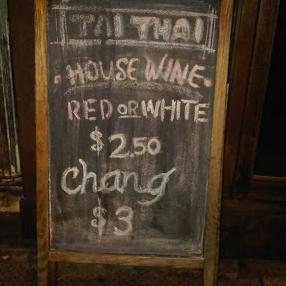 TAI THAI
HOUSE WINE
RED OR WHITE
$2.50
Chang
$3